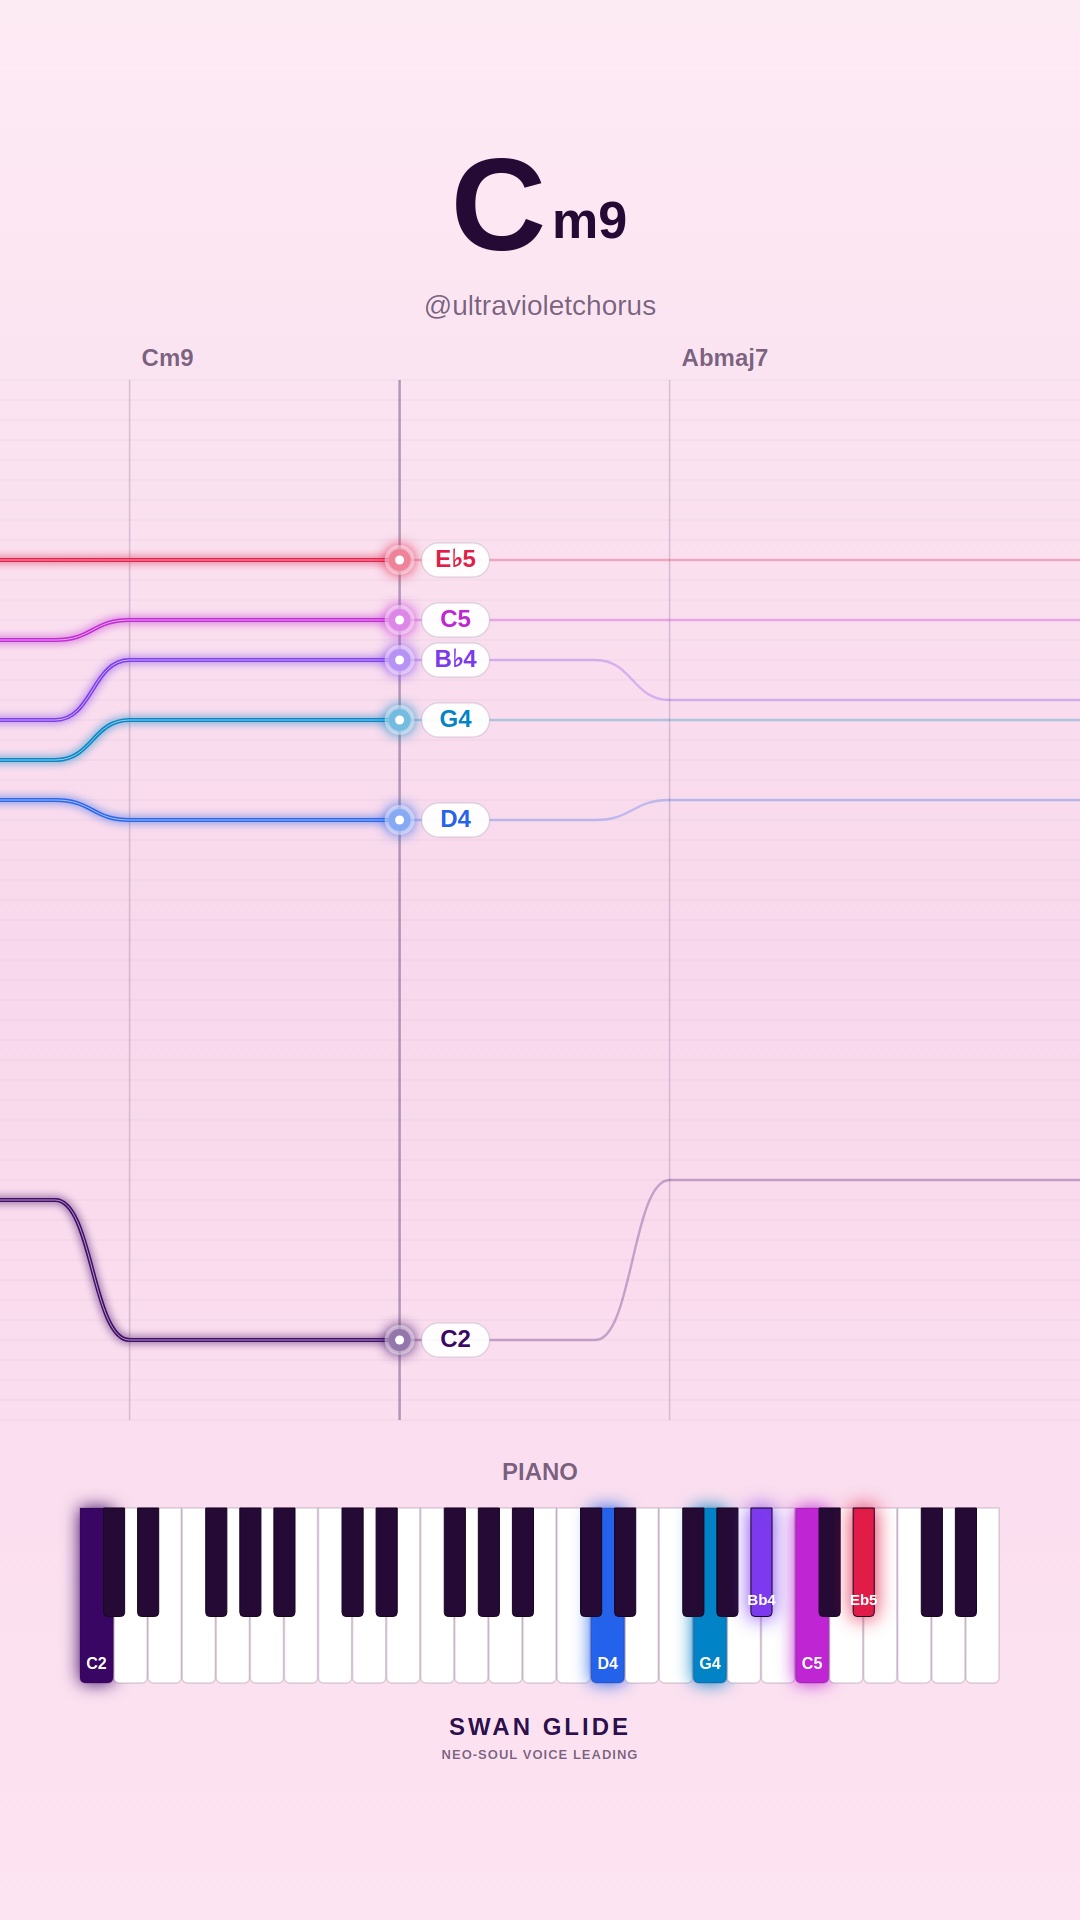 Cm9
@ultravioletchorus
Cm9 Abmaj7
E♭5
C5
B♭4
G4
D4
C2
PIANO
Bb4 Eb5
C2 D4 G4 C5
SWAN GLIDE
NEO-SOUL VOICE LEADING